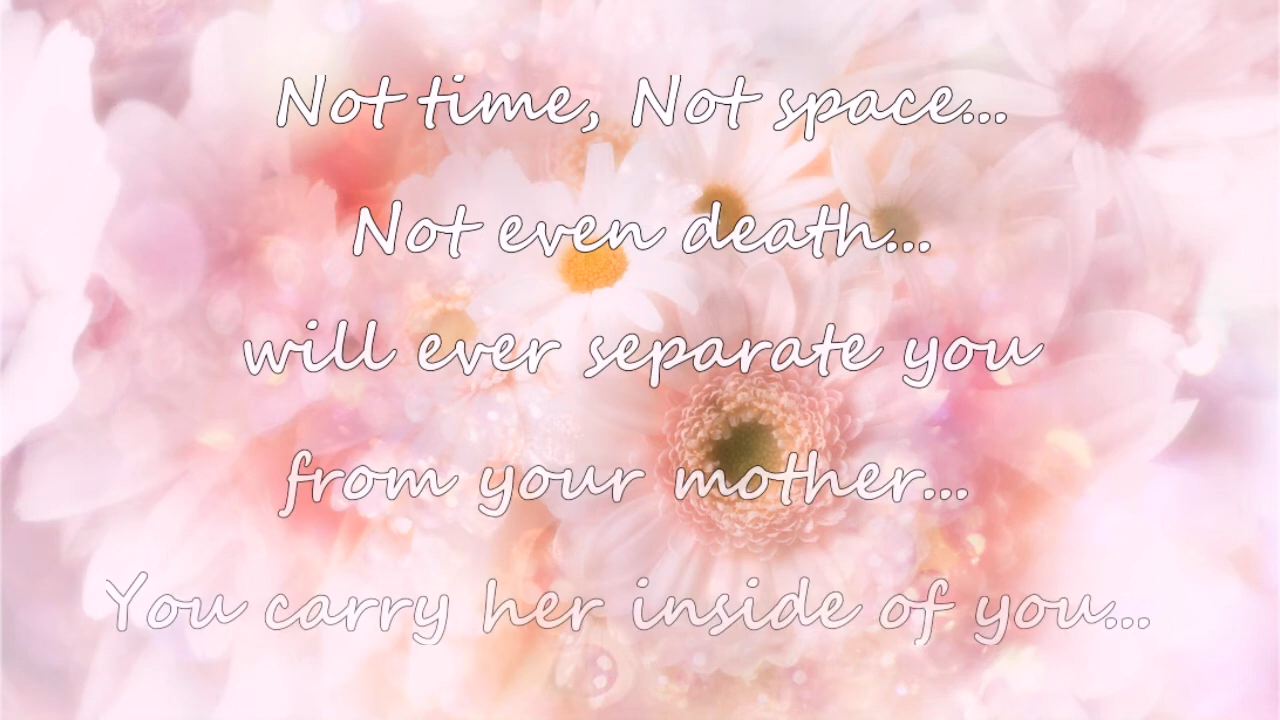 Not time, Not space...
Not even death...
will ever separate you
from your mother...
You carry her inside of you...